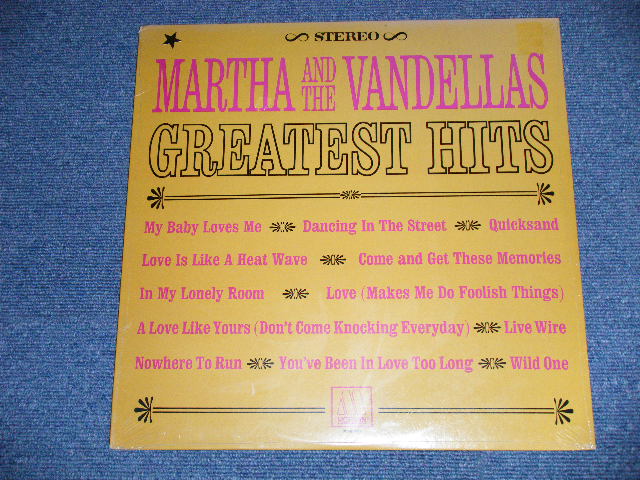 STEREO
MARTHA AND THE VANDELLAS
GREATEST HITS
My Baby Loves Me Dancing In The Street Quicksand
Love Is Like A Heat Wave Come and Get These Memories
In My Lonely Room Love (Makes Me Do Foolish Things)
A Love Like Yours (Don't Come Knocking Everyday) Live Wire
Nowhere To Run You've Been In Love Too Long Wild One
M